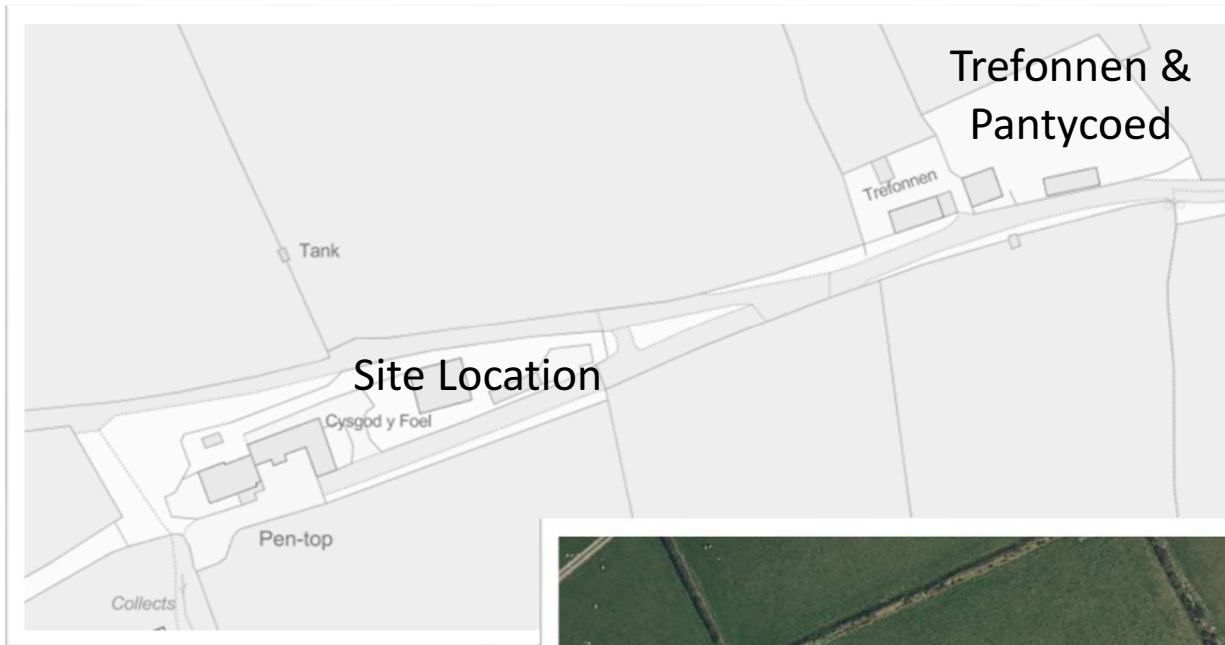 Trefonnen &
Pantycoed
Trefonnen
Tank
Site Location
Cysgod y Foel
Pen-top
Collects